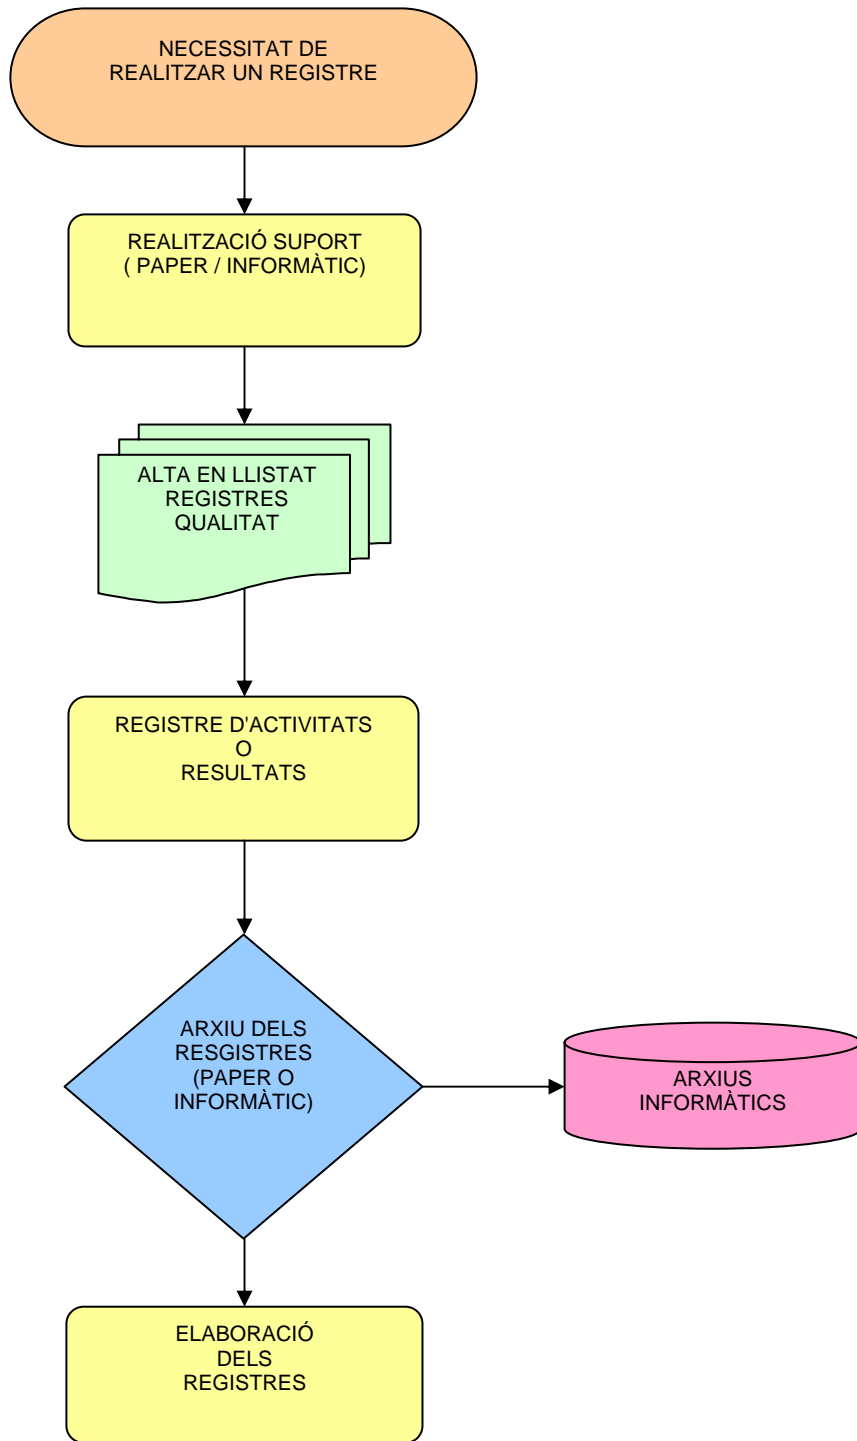 NECESSITAT DE
REALITZAR UN REGISTRE
REALITZACIÓ SUPORT
( PAPER / INFORMÀTIC)
ALTA EN LLISTAT
REGISTRES
QUALITAT
REGISTRE D'ACTIVITATS
O
RESULTATS
ARXIU DELS
RESGISTRES
(PAPER O
INFORMÀTIC)
ARXIUS
INFORMÀTICS
ELABORACIÓ
DELS
REGISTRES